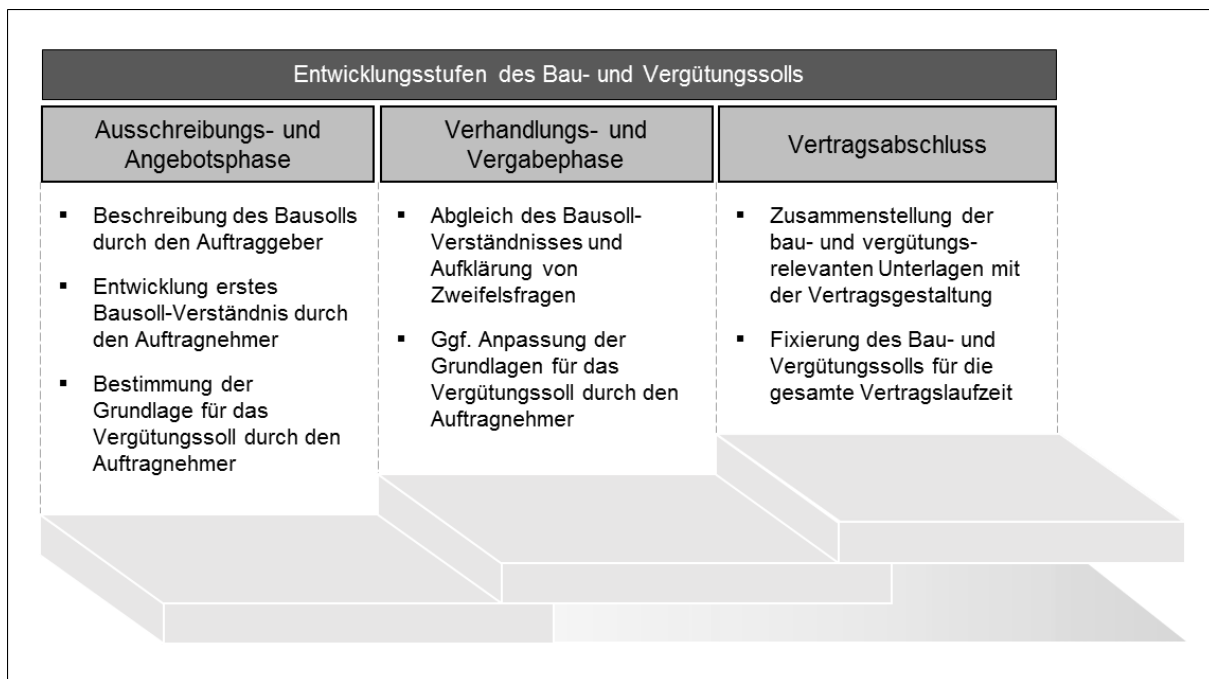 Entwicklungsstufen des Bau- und Vergütungssolls
Ausschreibungs- und
Angebotsphase
▪ Beschreibung des Bausolls
durch den Auftraggeber
▪ Entwicklung erstes
Bausoll-Verständnis durch
den Auftragnehmer
▪ Bestimmung der
Grundlage für das
Vergütungssoll durch den
Auftragnehmer
Verhandlungs- und
Vergabephase
▪ Abgleich des Bausoll-
Verständnisses und
Aufklärung von
Zweifelsfragen
▪ Ggf. Anpassung der
Grundlagen für das
Vergütungssoll durch den
Auftragnehmer
Vertragsabschluss
▪ Zusammenstellung der
bau- und vergütungs-
relevanten Unterlagen mit
der Vertragsgestaltung
▪ Fixierung des Bau- und
Vergütungssolls für die
gesamte Vertragslaufzeit